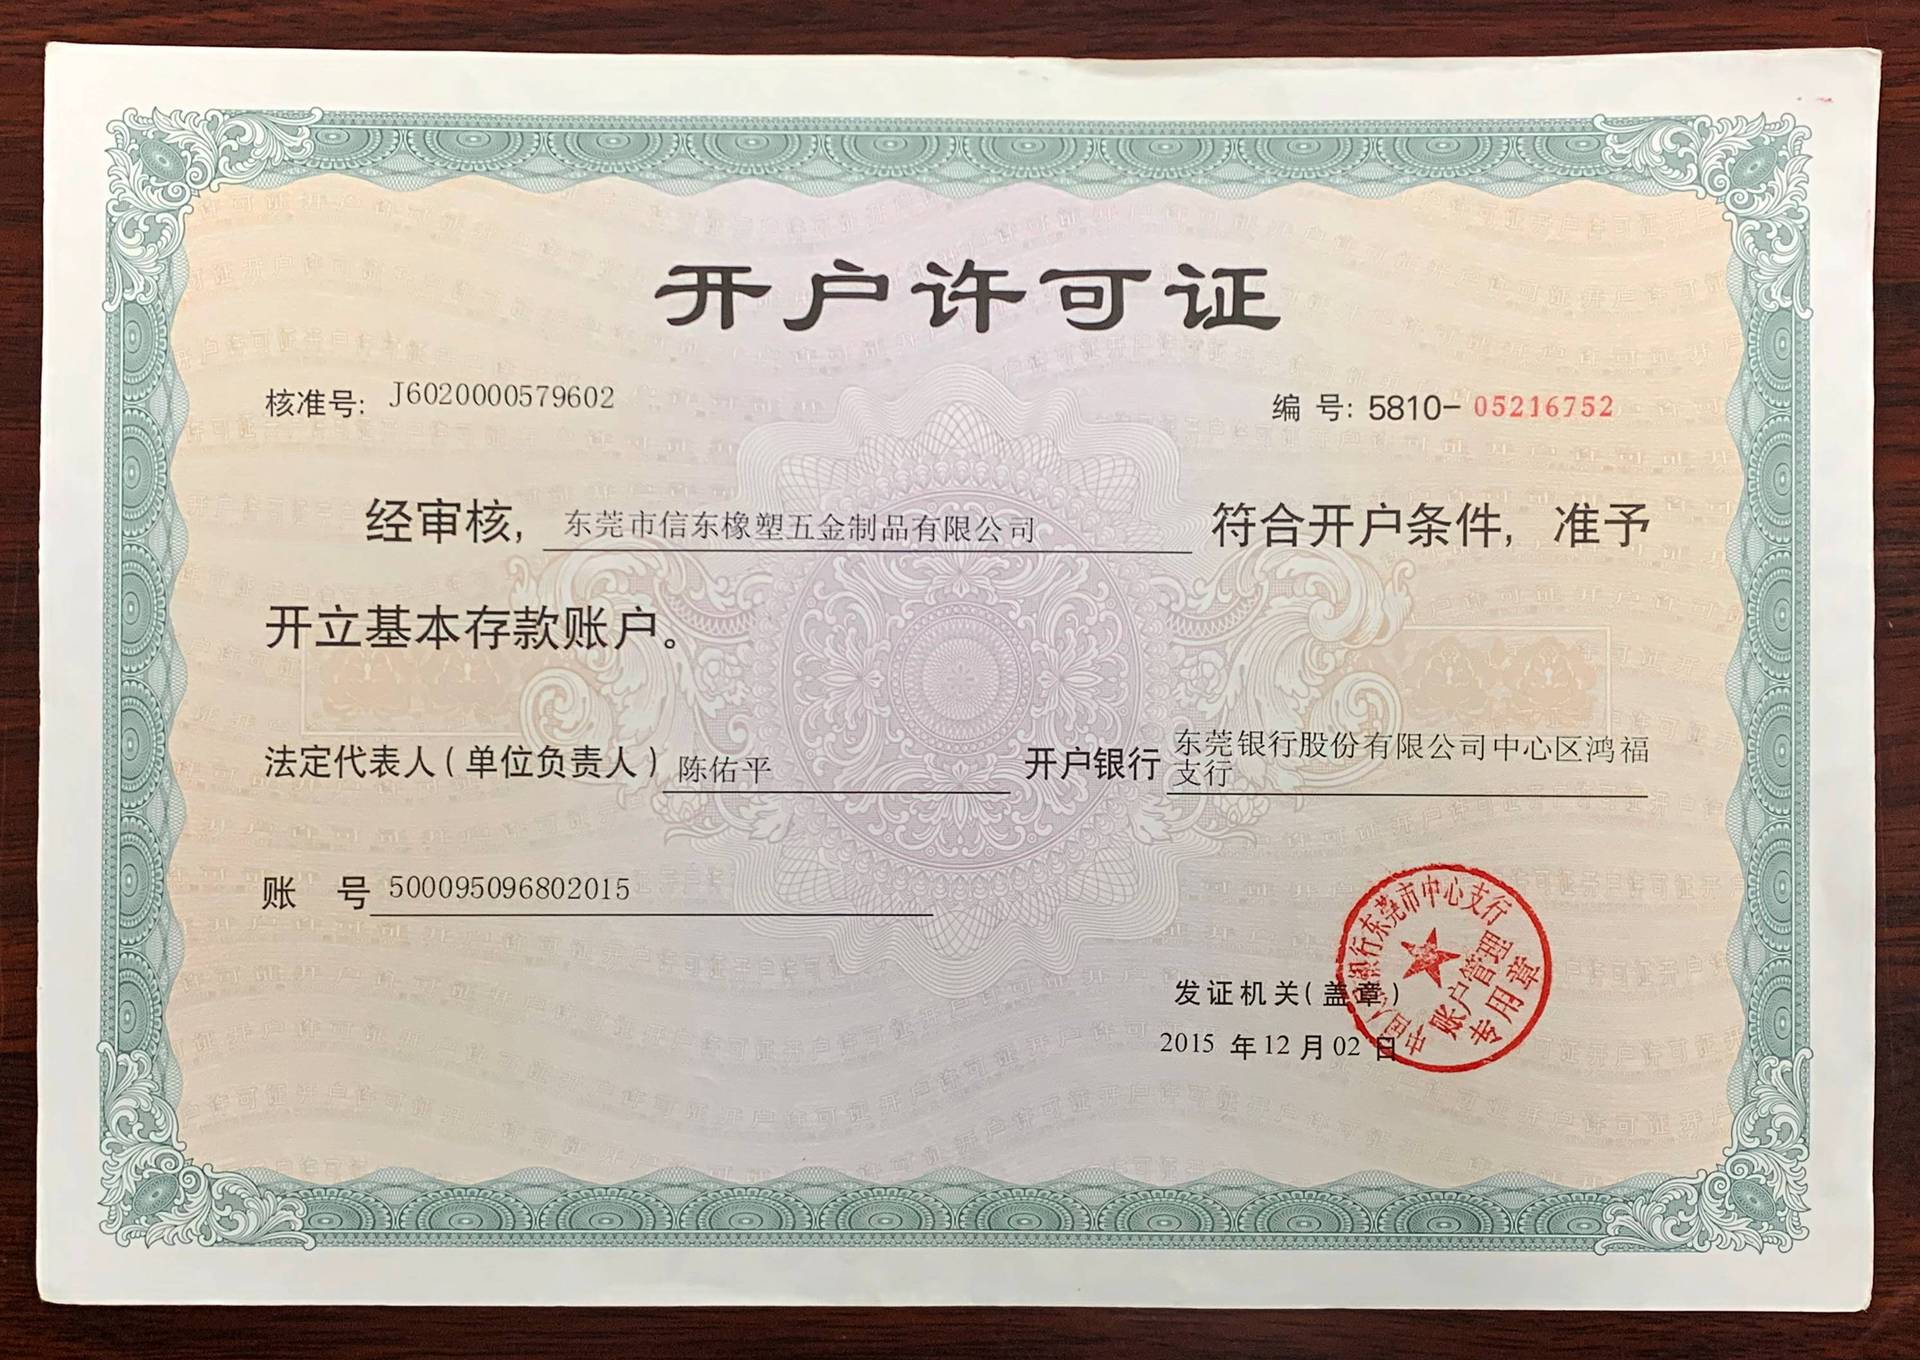 开户许可证
核准号: J6020000579602
编 号: 5810-05216752
经审核, 东莞市信东橡塑五金制品有限公司 符合开户条件, 准予
开立基本存款账户。
法定代表人(单位负责人) 陈佑平 开户银行 东莞银行股份有限公司中心区鸿福
支行
账 号 500095096802015
发证机关(盖章)
2015 年 12 月 02 日
中国人民银行东莞市中心支行
账户管理
专用章